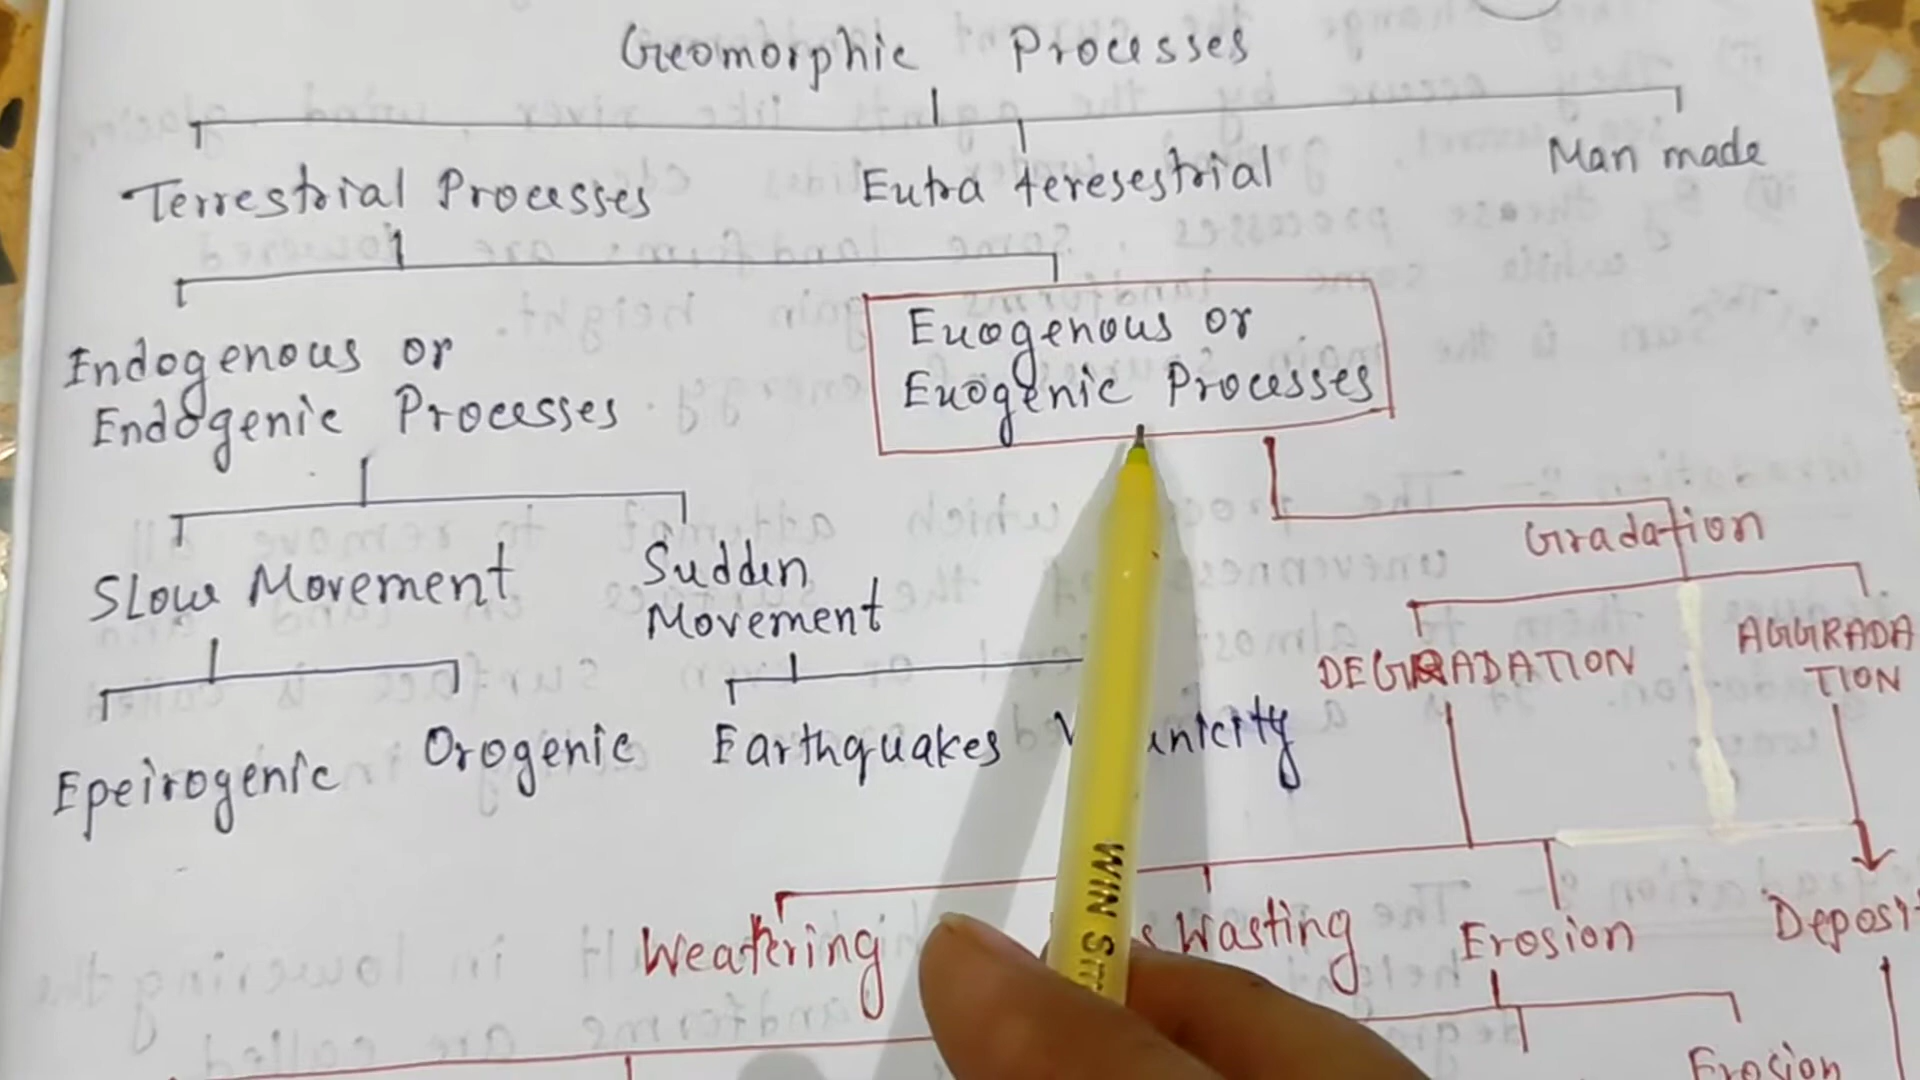 Geomorphic Processes
Terrestrial Processes Extra teresestrial Man made
Endogenous or
Endogenic Processes
Exogenous or
Exogenic Processes
Slow Movement
Sudden
Movement
Gradation
DEGRADATION
AGGRADA
TION
Epeirogenic Orogenic Earthquakes
Weathering Wasting Erosion
Erosion
WIN